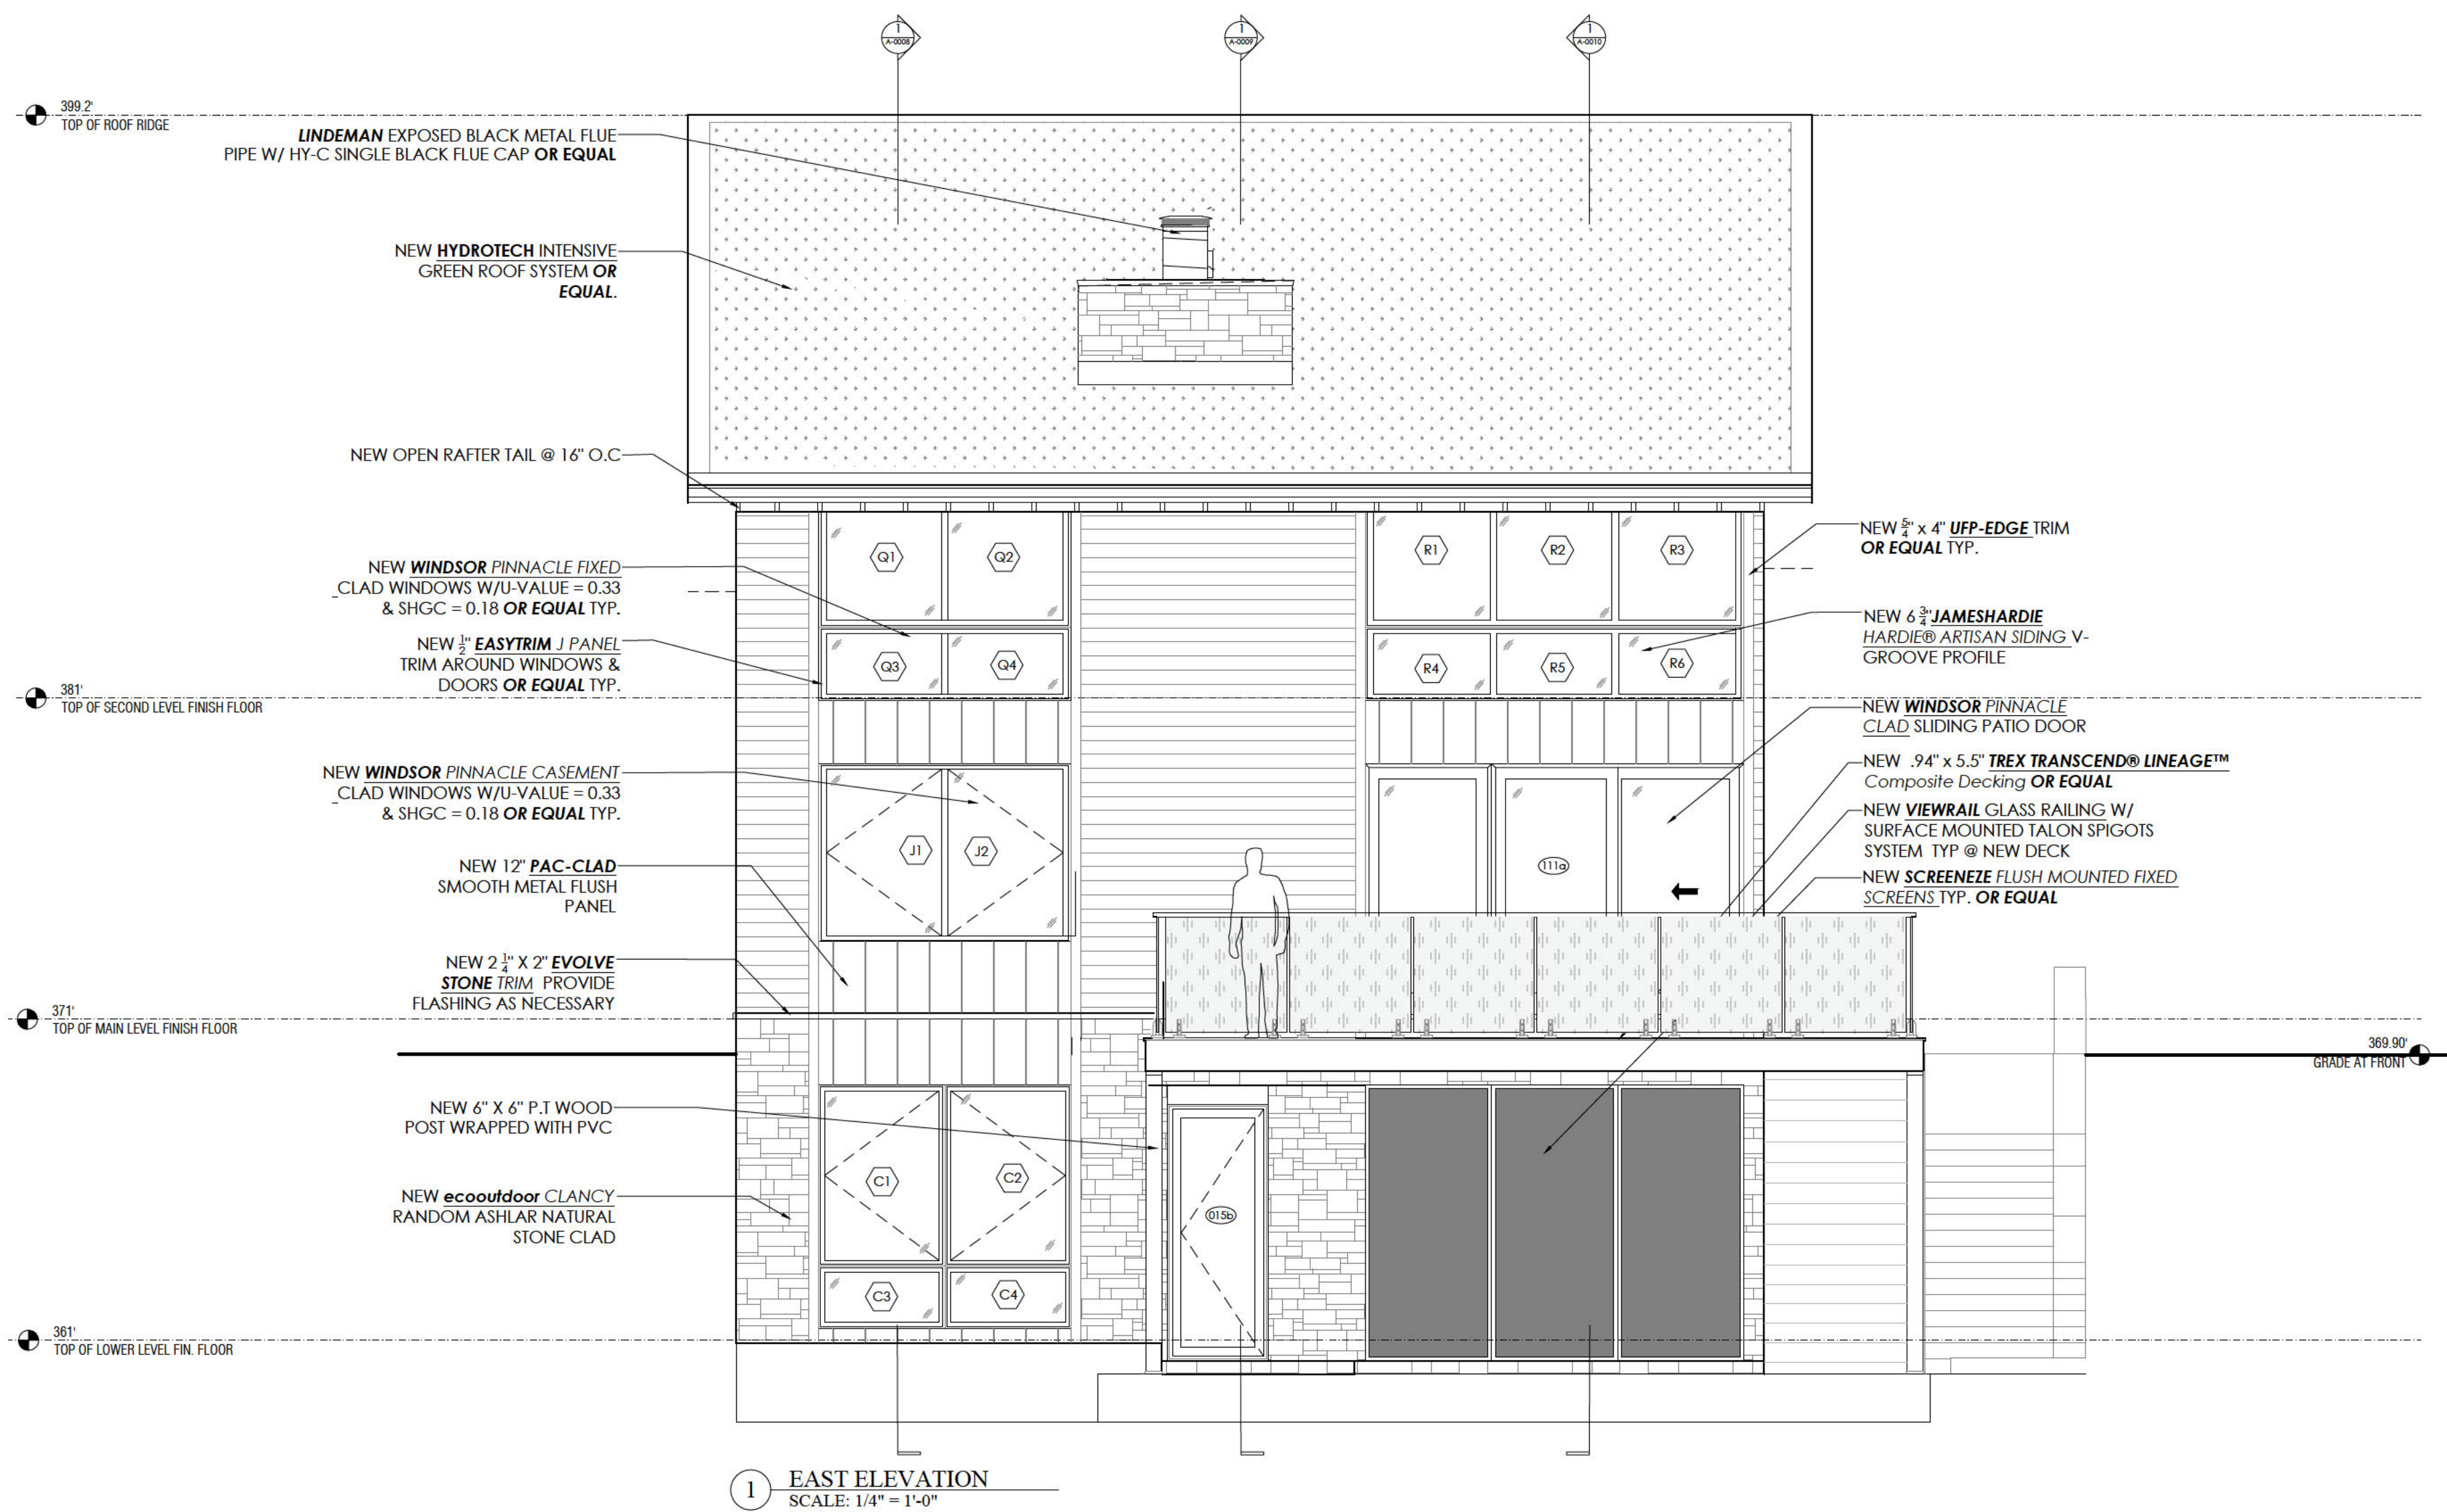 1
A-0008
1
A-0009
1
A-0010
399.2'
TOP OF ROOF RIDGE
LINDEMAN EXPOSED BLACK METAL FLUE
PIPE W/ HY-C SINGLE BLACK FLUE CAP OR EQUAL
NEW HYDROTECH INTENSIVE
GREEN ROOF SYSTEM OR
EQUAL.
NEW OPEN RAFTER TAIL @ 16" O.C
NEW WINDSOR PINNACLE FIXED
_CLAD WINDOWS W/U-VALUE = 0.33
& SHGC = 0.18 OR EQUAL TYP.
NEW 1/2" EASYTRIM J PANEL
TRIM AROUND WINDOWS &
DOORS OR EQUAL TYP.
381'
TOP OF SECOND LEVEL FINISH FLOOR
NEW WINDSOR PINNACLE CASEMENT
_CLAD WINDOWS W/U-VALUE = 0.33
& SHGC = 0.18 OR EQUAL TYP.
NEW 12" PAC-CLAD
SMOOTH METAL FLUSH
PANEL
NEW 2 1/4" X 2" EVOLVE
STONE TRIM PROVIDE
FLASHING AS NECESSARY
371'
TOP OF MAIN LEVEL FINISH FLOOR
NEW 6" X 6" P.T WOOD
POST WRAPPED WITH PVC
NEW ecooutdoor CLANCY
RANDOM ASHLAR NATURAL
STONE CLAD
361'
TOP OF LOWER LEVEL FIN. FLOOR
Q1
Q2
Q3
Q4
R1
R2
R3
R4
R5
R6
J1
J2
111a
C1
C2
C3
C4
015b
NEW 5/4" x 4" UFP-EDGE TRIM
OR EQUAL TYP.
NEW 6 3/4" JAMESHARDIE
HARDIE® ARTISAN SIDING V-
GROOVE PROFILE
NEW WINDSOR PINNACLE
CLAD SLIDING PATIO DOOR
NEW .94" x 5.5" TREX TRANSCEND® LINEAGE™
Composite Decking OR EQUAL
NEW VIEWRAIL GLASS RAILING W/
SURFACE MOUNTED TALON SPIGOTS
SYSTEM TYP @ NEW DECK
NEW SCREENEZE FLUSH MOUNTED FIXED
SCREENS TYP. OR EQUAL
369.90'
GRADE AT FRONT
1
EAST ELEVATION
SCALE: 1/4" = 1'-0"